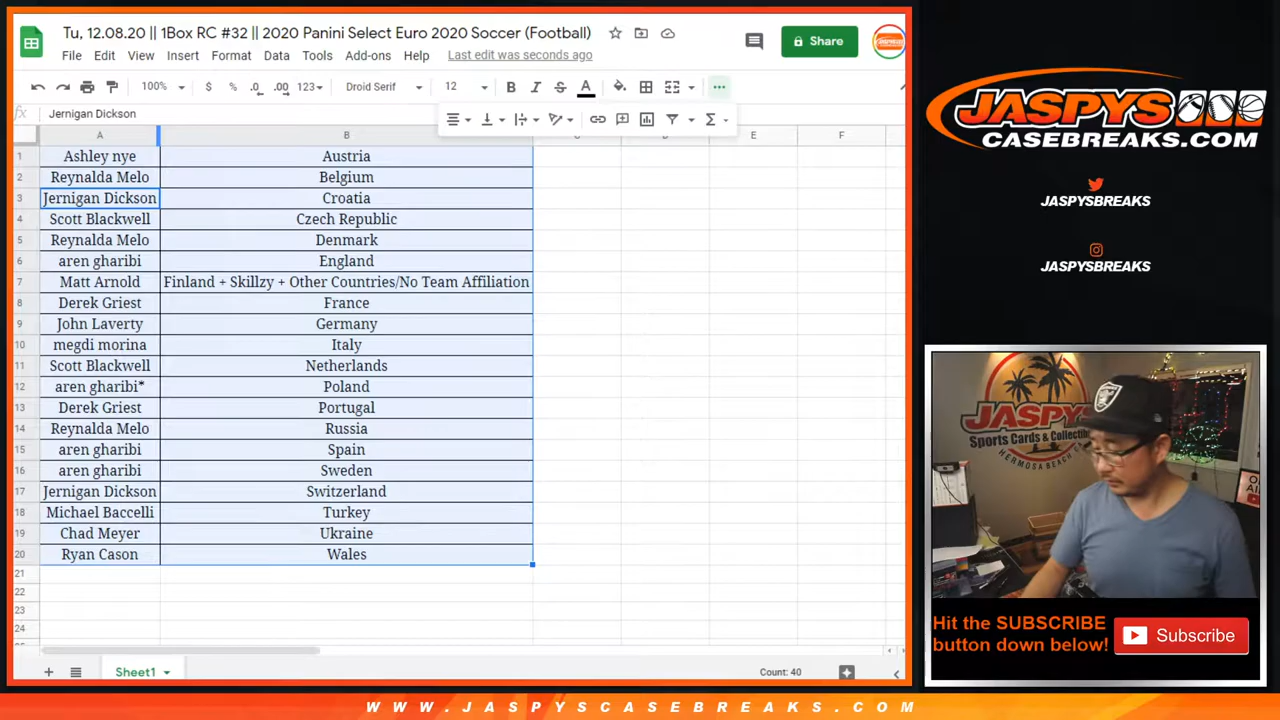 Tu, 12.08.20 || 1Box RC #32 || 2020 Panini Select Euro 2020 Soccer (Football)
File Edit View Insert Format Data Tools Add-ons Help Last edit was seconds ago
Share
100% $ % .0 .00 123 Droid Serif 12 B I S A
fx Jernigan Dickson
A B E F
1 Ashley nye Austria
2 Reynalda Melo Belgium
3 Jernigan Dickson Croatia
4 Scott Blackwell Czech Republic
5 Reynalda Melo Denmark
6 aren gharibi England
7 Matt Arnold Finland + Skillzy + Other Countries/No Team Affiliation
8 Derek Griest France
9 John Laverty Germany
10 megdi morina Italy
11 Scott Blackwell Netherlands
12 aren gharibi* Poland
13 Derek Griest Portugal
14 Reynalda Melo Russia
15 aren gharibi Spain
16 aren gharibi Sweden
17 Jernigan Dickson Switzerland
18 Michael Baccelli Turkey
19 Chad Meyer Ukraine
20 Ryan Cason Wales
21
22
23
24
Sheet1
Count: 40
JASPYS
CASEBREAKS.COM
JASPYSBREAKS
JASPYSBREAKS
JASPYS
Sports Cards & Collectib
HERMOSA BEACH
Hit the SUBSCRIBE
button down below!
Subscribe
WWW.JASPYSCASEBREAKS.COM